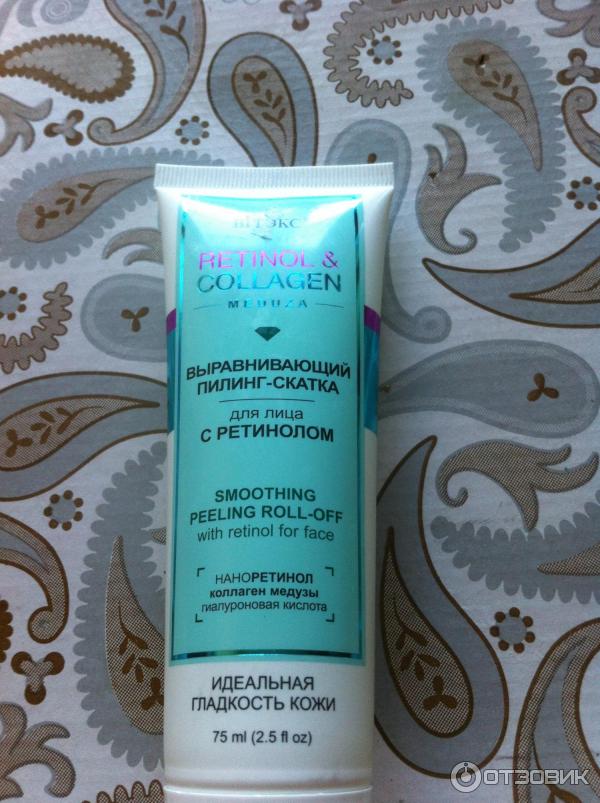 ВІТЭКС
RETINOL &
COLLAGEN
MEDUZA
ВЫРАВНИВАЮЩИЙ
ПИЛИНГ-СКАТКА
для лица
С РЕТИНОЛОМ
SMOOTHING
PEELING ROLL-OFF
with retinol for face
НАНОРЕТИНОЛ
коллаген медузы
гиалуроновая кислота
ИДЕАЛЬНАЯ
ГЛАДКОСТЬ КОЖИ
75 ml (2.5 fl oz)
ОТЗОВИК